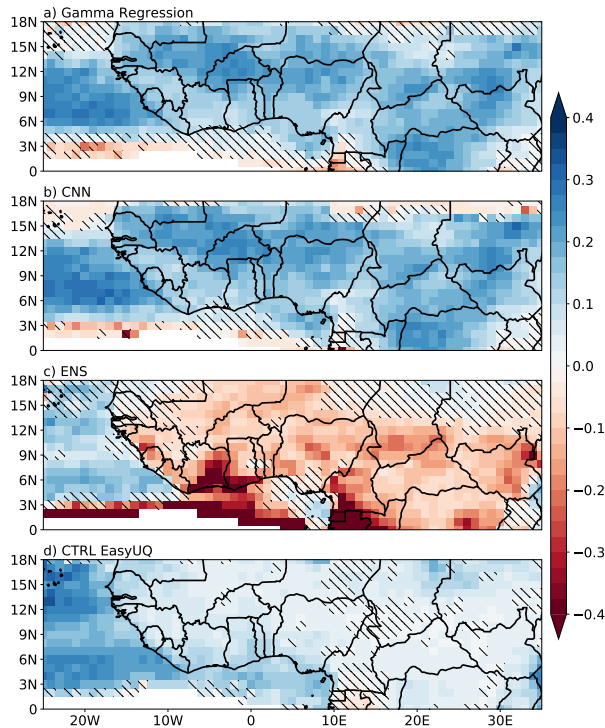 a) Gamma Regression
18N
15N
12N
9N
6N
3N
0
b) CNN
18N
15N
12N
9N
6N
3N
0
c) ENS
18N
15N
12N
9N
6N
3N
0
d) CTRL EasyUQ
18N
15N
12N
9N
6N
3N
0
20W 10W 0 10E 20E 30E
0.4
0.3
0.2
0.1
0.0
−0.1
−0.2
−0.3
−0.4